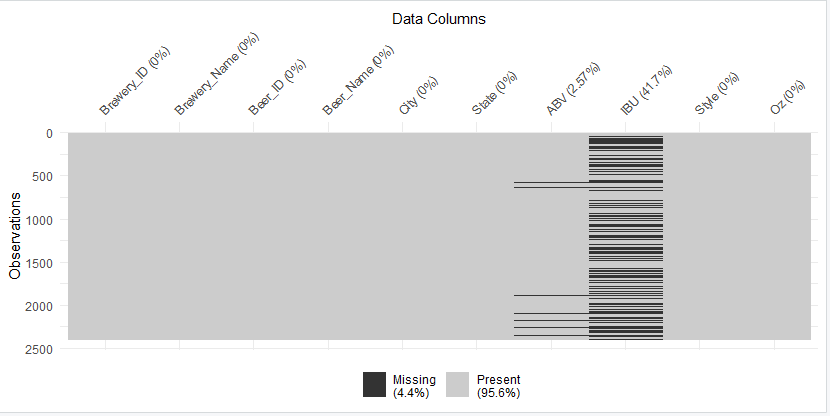 Data Columns
Brewery_ID (0%)
Brewery_Name (0%)
Beer_ID (0%)
Beer_Name (0%)
City (0%)
State (0%)
ABV (2.57%)
IBU (41.7%)
Style (0%)
Oz (0%)
Observations
0
500
1000
1500
2000
2500
Missing
(4.4%)
Present
(95.6%)